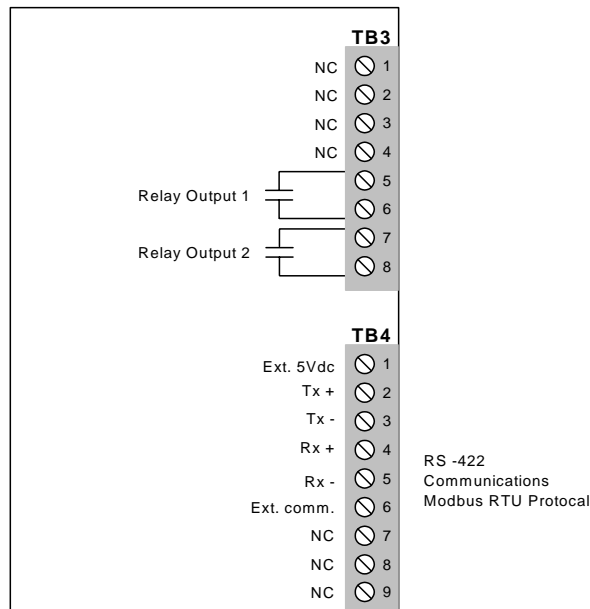 TB3
NC 1
NC 2
NC 3
NC 4
5
Relay Output 1
6
7
Relay Output 2
8
TB4
Ext. 5Vdc 1
Tx + 2
Tx - 3
Rx + 4
Rx - 5
Ext. comm. 6
NC 7
NC 8
NC 9
RS -422
Communications
Modbus RTU Protocal